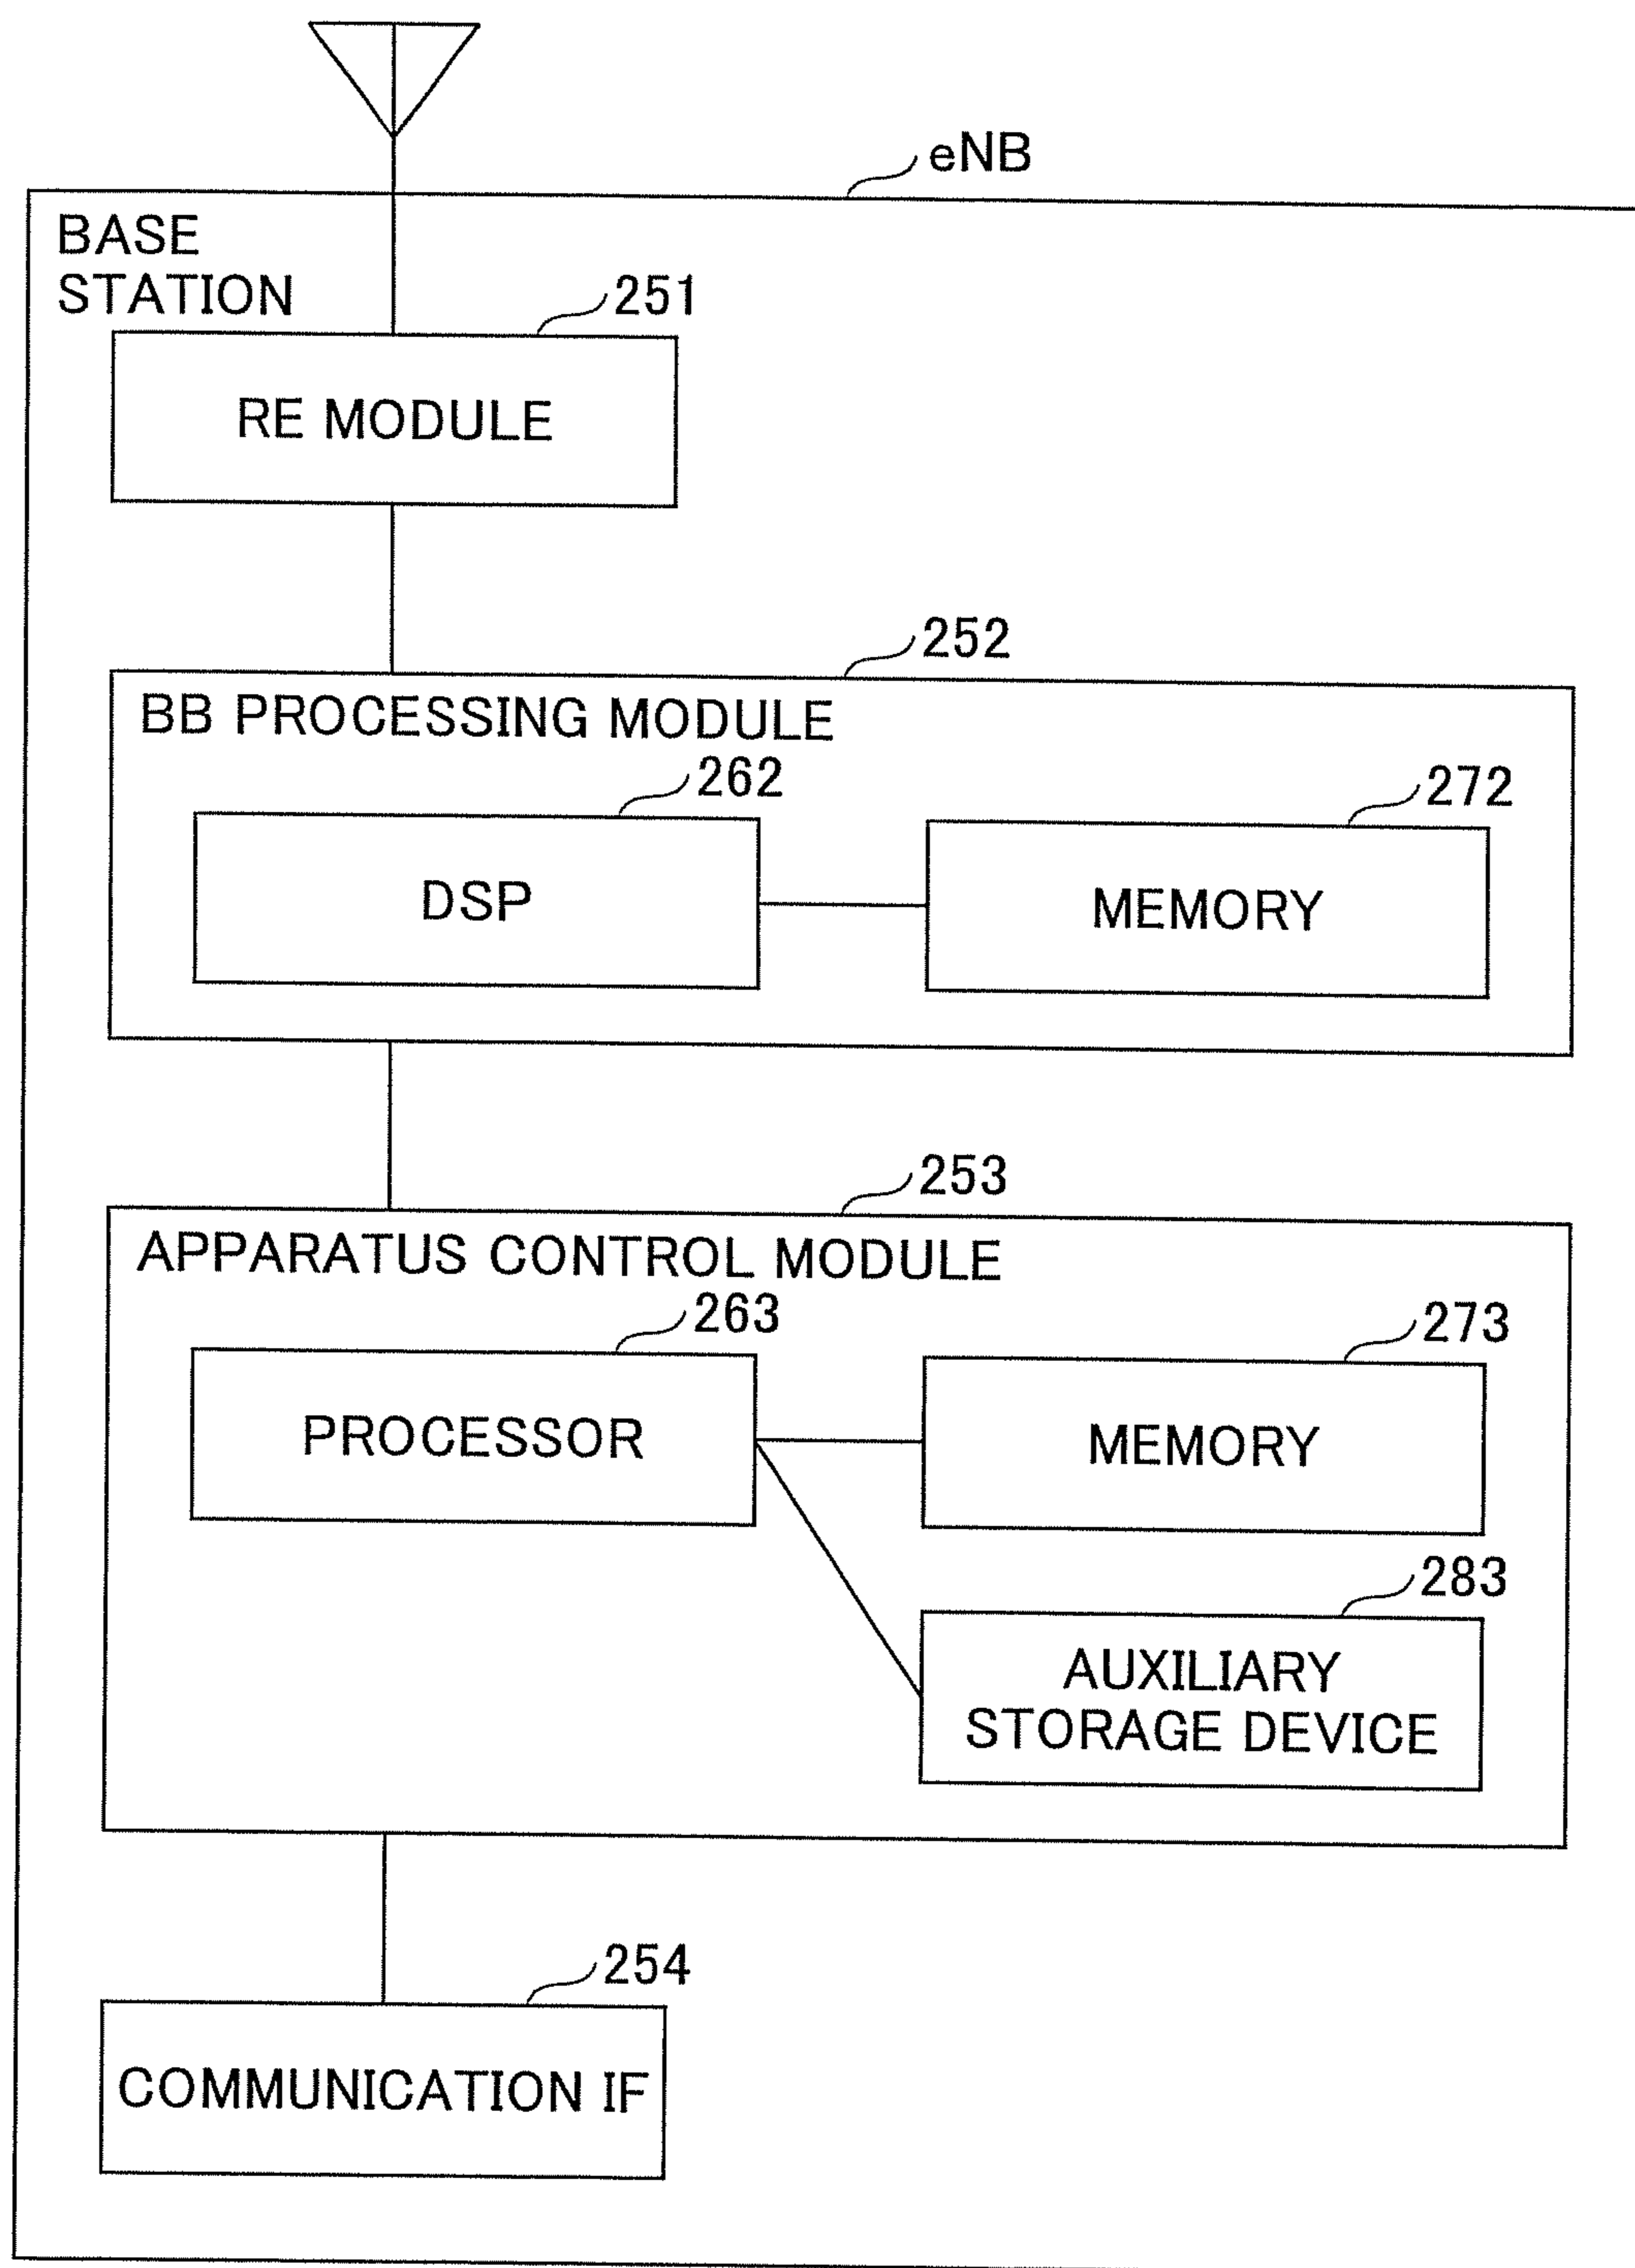 eNB
BASE
STATION
251
RE MODULE
252
BB PROCESSING MODULE
262
272
DSP
MEMORY
253
APPARATUS CONTROL MODULE
263
273
PROCESSOR
MEMORY
283
AUXILIARY
STORAGE DEVICE
254
COMMUNICATION IF